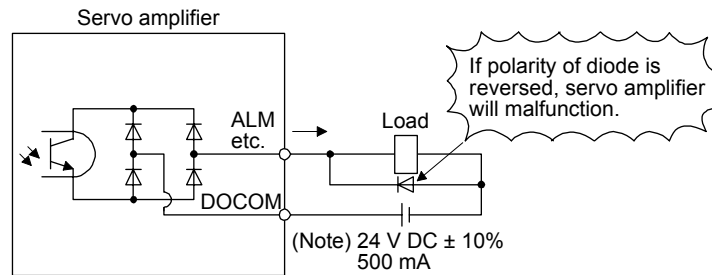 Servo amplifier
If polarity of diode is
reversed, servo amplifier
will malfunction.
ALM
etc.
Load
DOCOM
(Note) 24 V DC ± 10%
500 mA